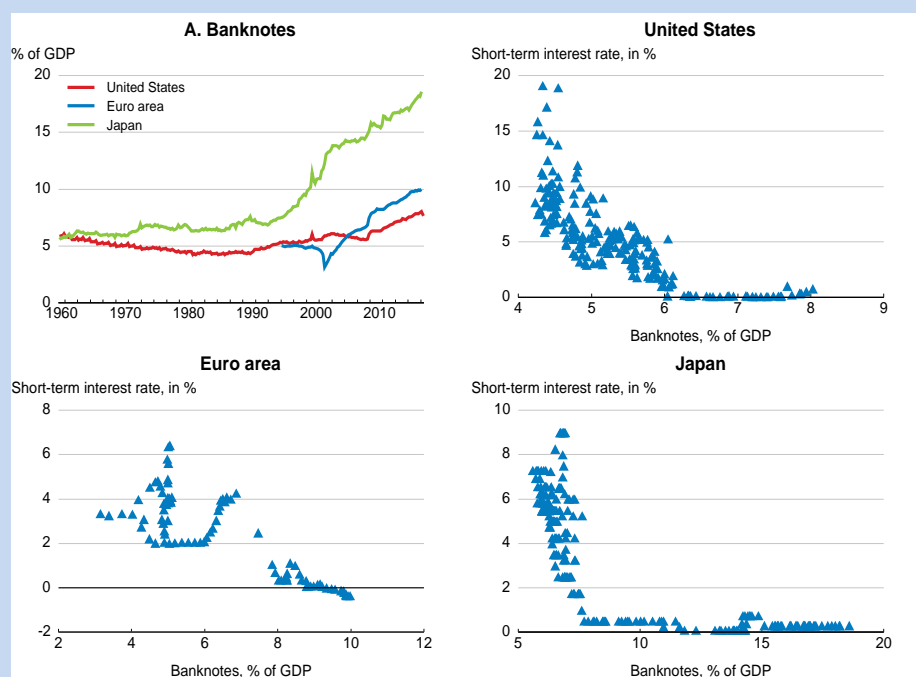 A. Banknotes
% of GDP
20
15
10
5
0
United States
Euro area
Japan
1960 1970 1980 1990 2000 2010
United States
Short-term interest rate, in %
20
15
10
5
0
4 5 6 7 8 9
Banknotes, % of GDP
Euro area
Short-term interest rate, in %
8
6
4
2
0
-2
2 4 6 8 10 12
Banknotes, % of GDP
Japan
Short-term interest rate, in %
10
8
6
4
2
0
5 10 15 20
Banknotes, % of GDP